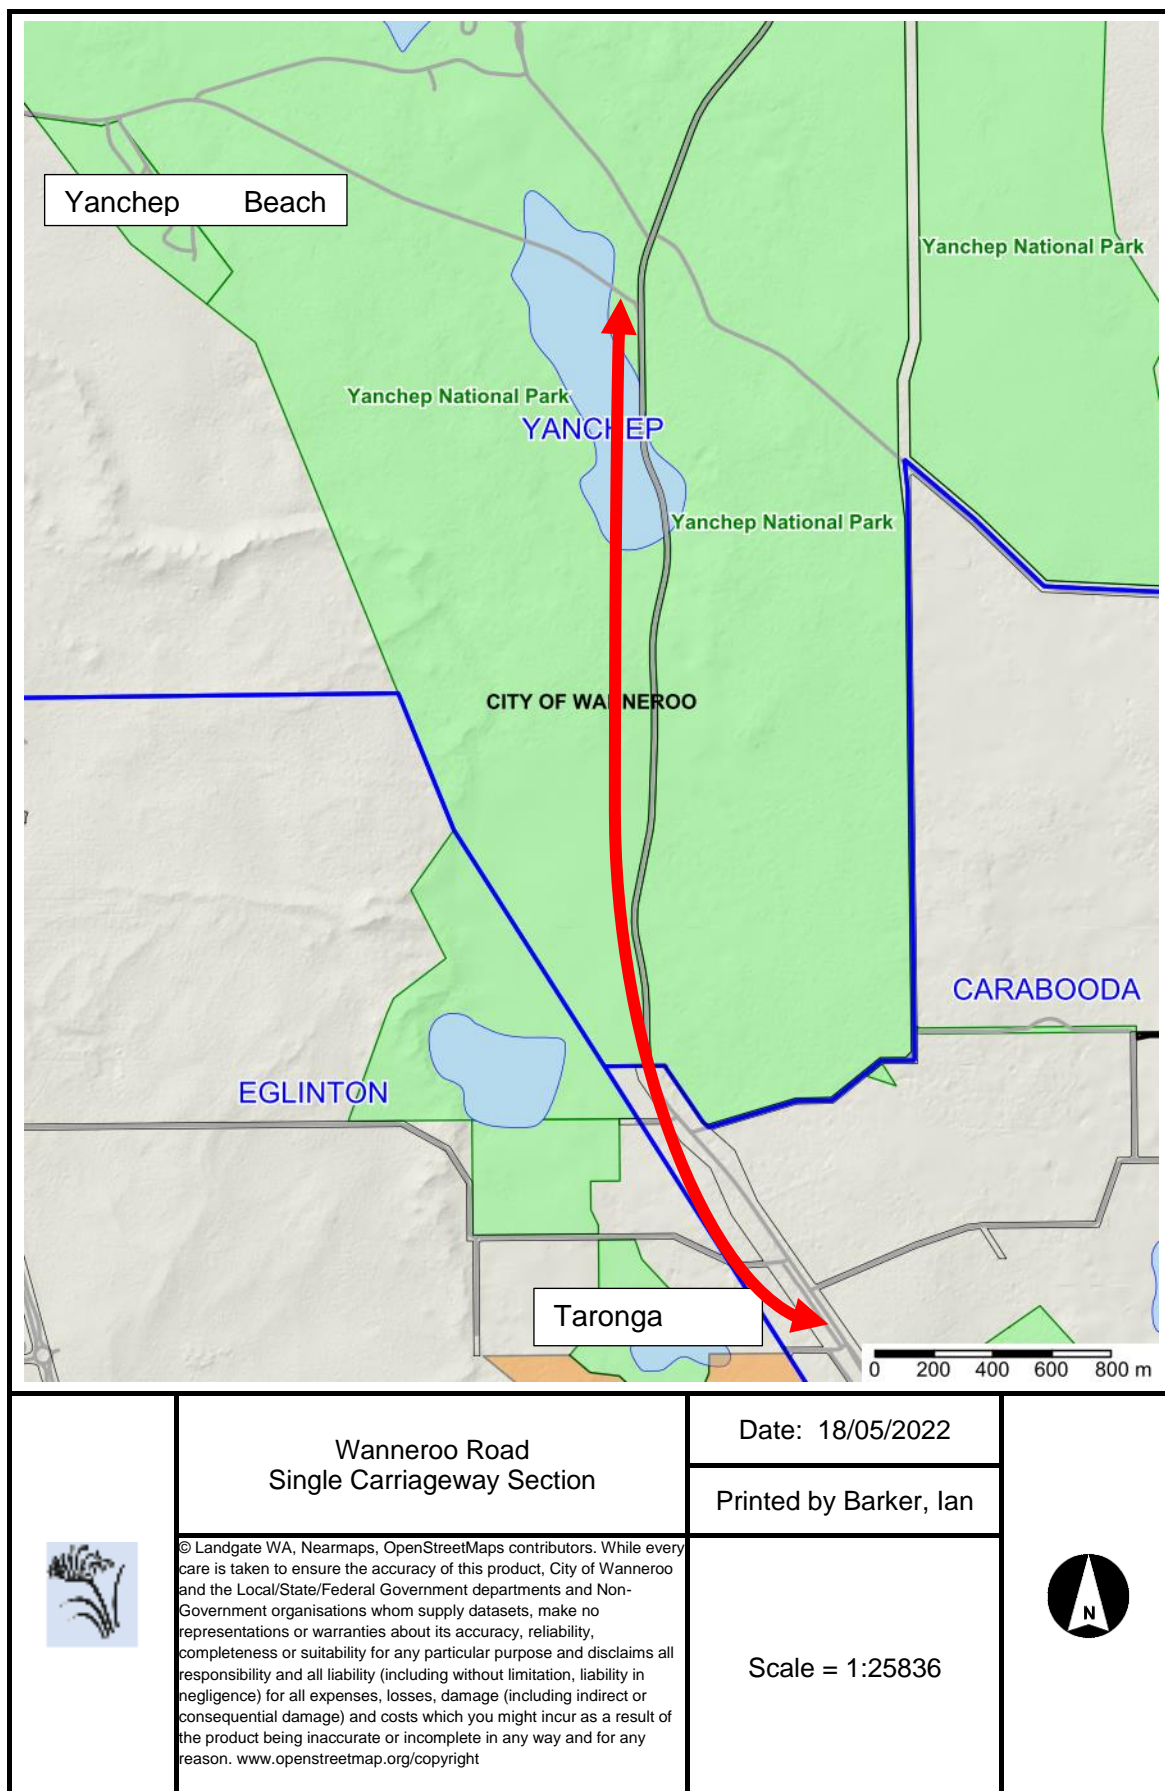 Yanchep Beach
Yanchep National Park
Yanchep National Park
YANCHEP
Yanchep National Park
CITY OF WANNEROO
CARABOODA
EGLINTON
Taronga
0 200 400 600 800 m
Wanneroo Road
Single Carriageway Section
Date: 18/05/2022
Printed by Barker, Ian
© Landgate WA, Nearmaps, OpenStreetMaps contributors. While every
care is taken to ensure the accuracy of this product, City of Wanneroo
and the Local/State/Federal Government departments and Non-
Government organisations whom supply datasets, make no
representations or warranties about its accuracy, reliability,
completeness or suitability for any particular purpose and disclaims all
responsibility and all liability (including without limitation, liability in
negligence) for all expenses, losses, damage (including indirect or
consequential damage) and costs which you might incur as a result of
the product being inaccurate or incomplete in any way and for any
reason. www.openstreetmap.org/copyright
Scale = 1:25836
N